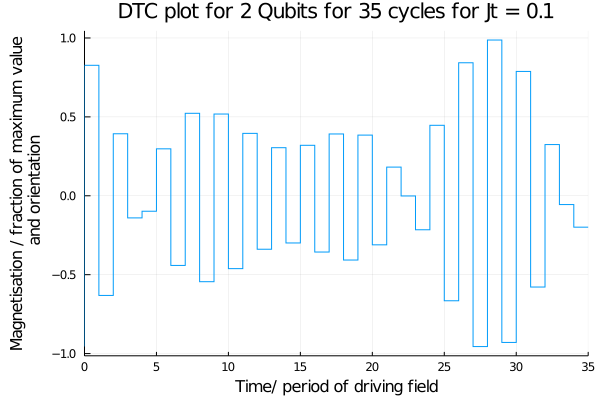 DTC plot for 2 Qubits for 35 cycles for Jt = 0.1
Magnetisation / fraction of maximum value
and orientation
1.0
0.5
0.0
−0.5
−1.0
0 5 10 15 20 25 30 35
Time/ period of driving field